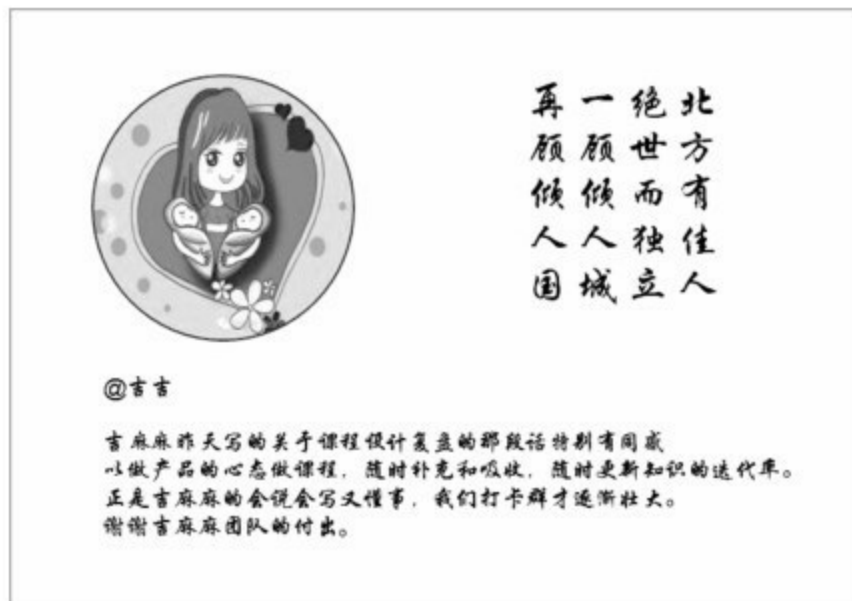 北方有佳人
绝世而独立
一顾倾人城
再顾倾人国
@吉吉
吉麻麻昨天写的关于课程设计复盘的那段话特别有同感
以做产品的心态做课程，随时补充和吸收，随时更新知识的迭代率。
正是吉麻麻的会说会写又懂事，我们打卡群才逐渐壮大。
谢谢吉麻麻团队的付出。